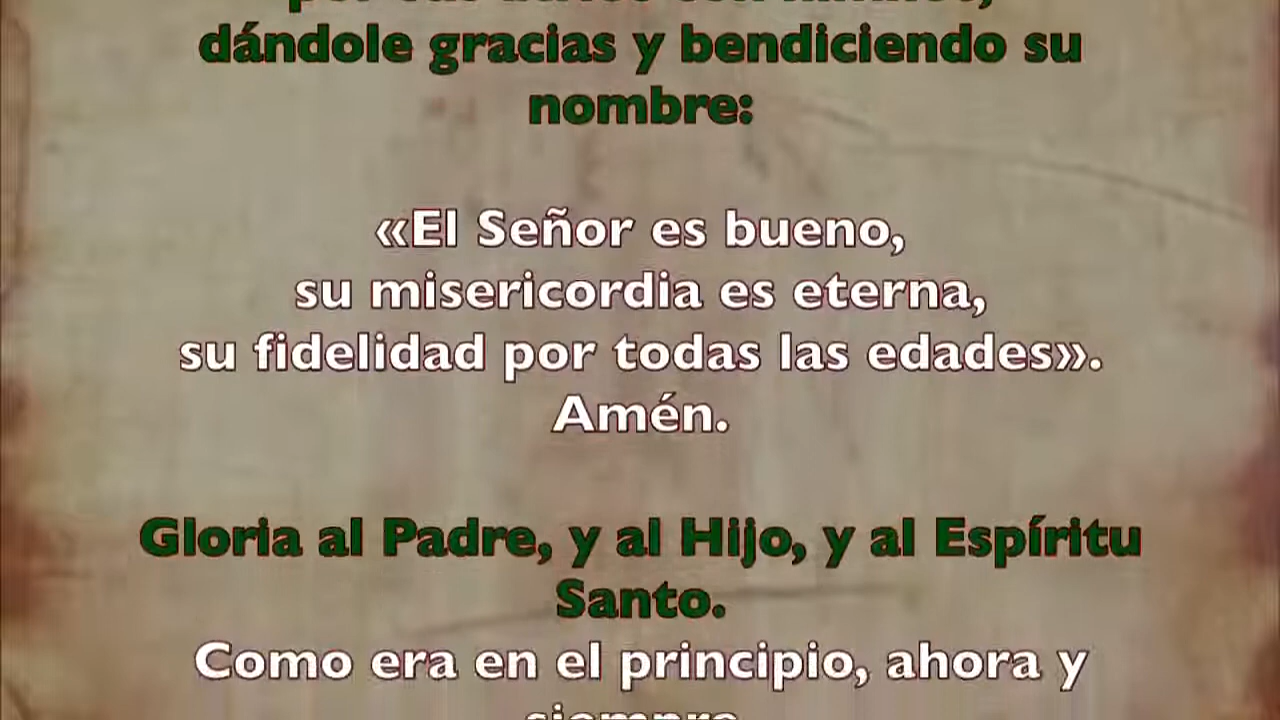 dándole gracias y bendiciendo su
nombre:
«El Señor es bueno,
su misericordia es eterna,
su fidelidad por todas las edades».
Amén.
Gloria al Padre, y al Hijo, y al Espíritu
Santo.
Como era en el principio, ahora y
siempre